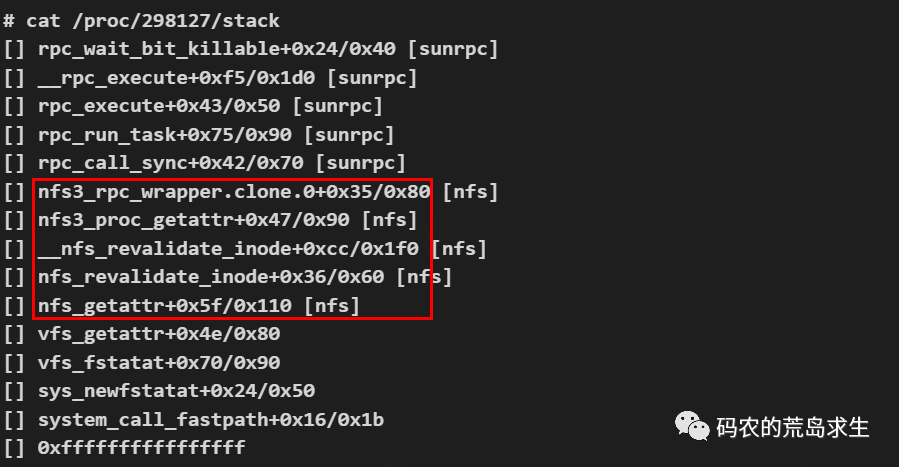 # cat /proc/298127/stack
[] rpc_wait_bit_killable+0x24/0x40 [sunrpc]
[] __rpc_execute+0xf5/0x1d0 [sunrpc]
[] rpc_execute+0x43/0x50 [sunrpc]
[] rpc_run_task+0x75/0x90 [sunrpc]
[] rpc_call_sync+0x42/0x70 [sunrpc]
[] nfs3_rpc_wrapper.clone.0+0x35/0x80 [nfs]
[] nfs3_proc_getattr+0x47/0x90 [nfs]
[] __nfs_revalidate_inode+0xcc/0x1f0 [nfs]
[] nfs_revalidate_inode+0x36/0x60 [nfs]
[] nfs_getattr+0x5f/0x110 [nfs]
[] vfs_getattr+0x4e/0x80
[] vfs_fstatat+0x70/0x90
[] sys_newfstatat+0x24/0x50
[] system_call_fastpath+0x16/0x1b
[] 0xffffffffffffffff
码农的荒岛求生